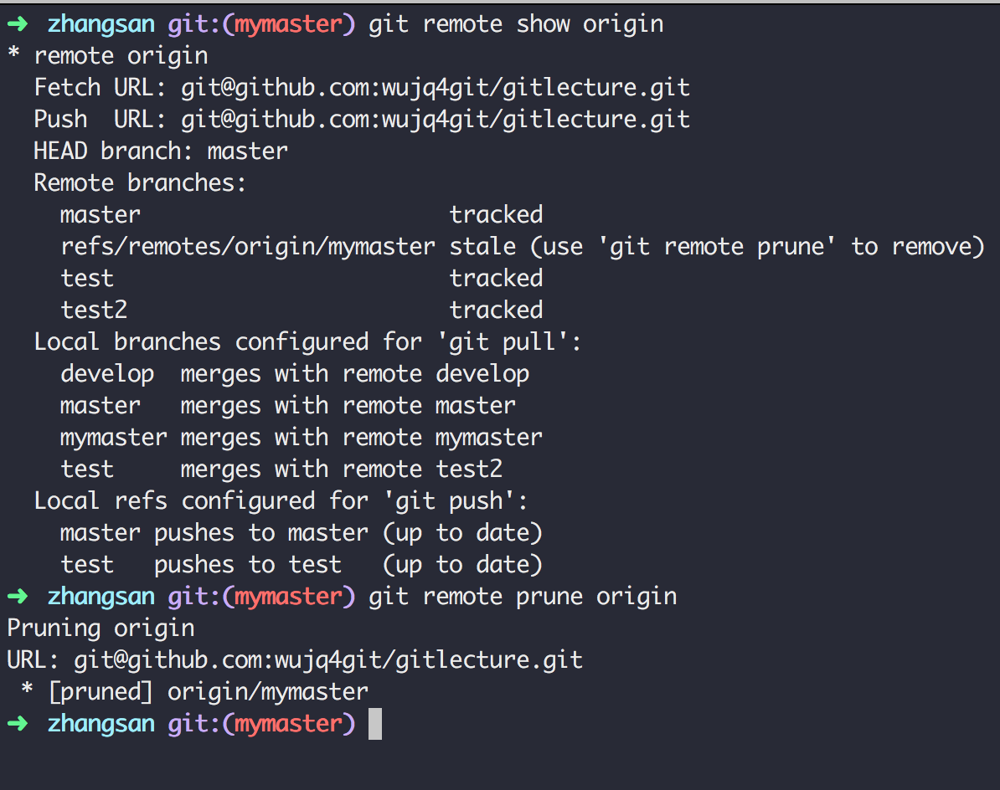 ➜  zhangsan git:(mymaster) git remote show origin
* remote origin
  Fetch URL: git@github.com:wujq4git/gitlecture.git
  Push  URL: git@github.com:wujq4git/gitlecture.git
  HEAD branch: master
  Remote branches:
    master                       tracked
    refs/remotes/origin/mymaster stale (use 'git remote prune' to remove)
    test                         tracked
    test2                        tracked
  Local branches configured for 'git pull':
    develop  merges with remote develop
    master   merges with remote master
    mymaster merges with remote mymaster
    test     merges with remote test2
  Local refs configured for 'git push':
    master pushes to master (up to date)
    test   pushes to test   (up to date)
➜  zhangsan git:(mymaster) git remote prune origin
Pruning origin
URL: git@github.com:wujq4git/gitlecture.git
 * [pruned] origin/mymaster
➜  zhangsan git:(mymaster)